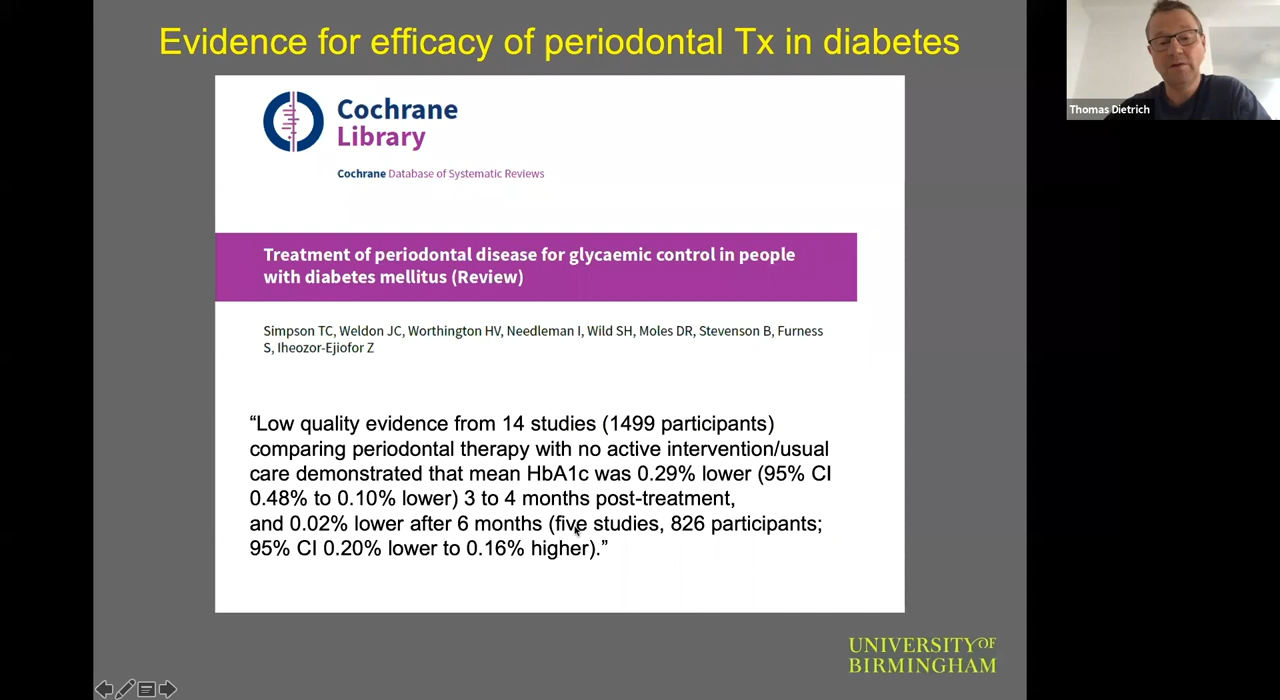 Evidence for efficacy of periodontal Tx in diabetes
Thomas Dietrich
Cochrane
Library
Cochrane Database of Systematic Reviews
Treatment of periodontal disease for glycaemic control in people
with diabetes mellitus (Review)
Simpson TC, Weldon JC, Worthington HV, Needleman I, Wild SH, Moles DR, Stevenson B, Furness
S, Iheozor-Ejiofor Z
“Low quality evidence from 14 studies (1499 participants)
comparing periodontal therapy with no active intervention/usual
care demonstrated that mean HbA1c was 0.29% lower (95% CI
0.48% to 0.10% lower) 3 to 4 months post-treatment,
and 0.02% lower after 6 months (five studies, 826 participants;
95% CI 0.20% lower to 0.16% higher).”
UNIVERSITY OF
BIRMINGHAM